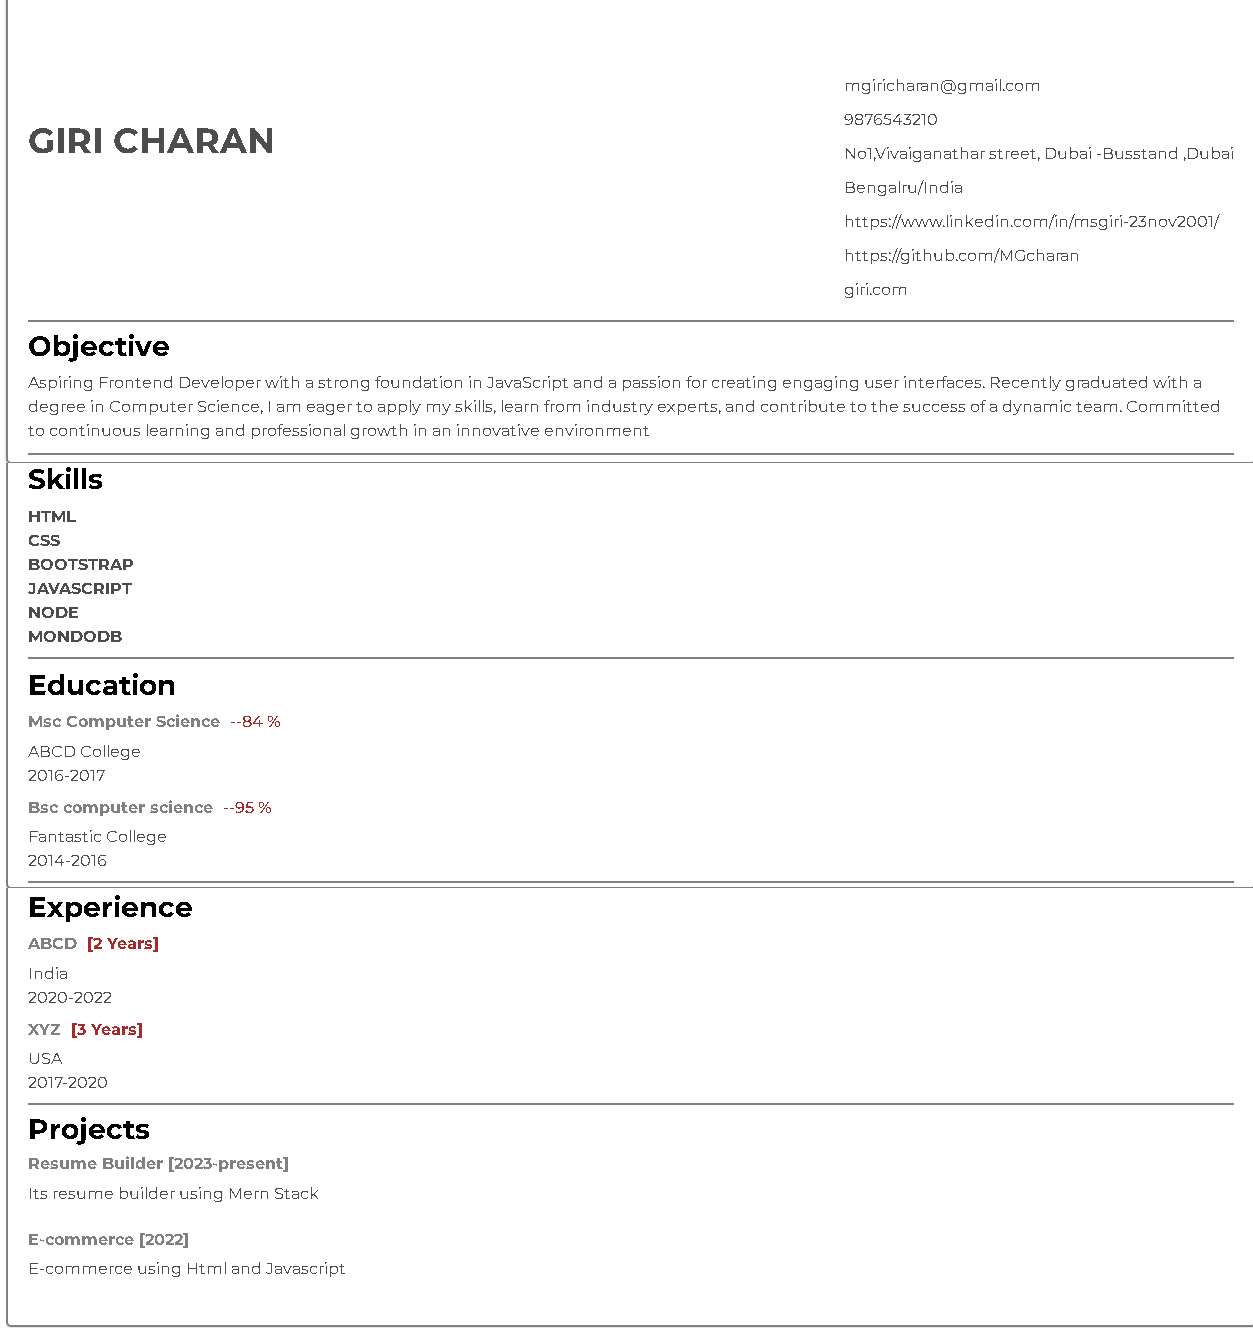 GIRI CHARAN
mgiricharan@gmail.com
9876543210
No1,Vivaiganathar street, Dubai -Busstand ,Dubai
Bengalru/India
https://www.linkedin.com/in/msgiri-23nov2001/
https://github.com/MGcharan
giri.com
Objective
Aspiring Frontend Developer with a strong foundation in JavaScript and a passion for creating engaging user interfaces. Recently graduated with a
degree in Computer Science, I am eager to apply my skills, learn from industry experts, and contribute to the success of a dynamic team. Committed
to continuous learning and professional growth in an innovative environment
Skills
HTML
CSS
BOOTSTRAP
JAVASCRIPT
NODE
MONDODB
Education
Msc Computer Science --84 %
ABCD College
2016-2017
Bsc computer science --95 %
Fantastic College
2014-2016
Experience
ABCD [2 Years]
India
2020-2022
XYZ [3 Years]
USA
2017-2020
Projects
Resume Builder [2023-present]
Its resume builder using Mern Stack
E-commerce [2022]
E-commerce using Html and Javascript